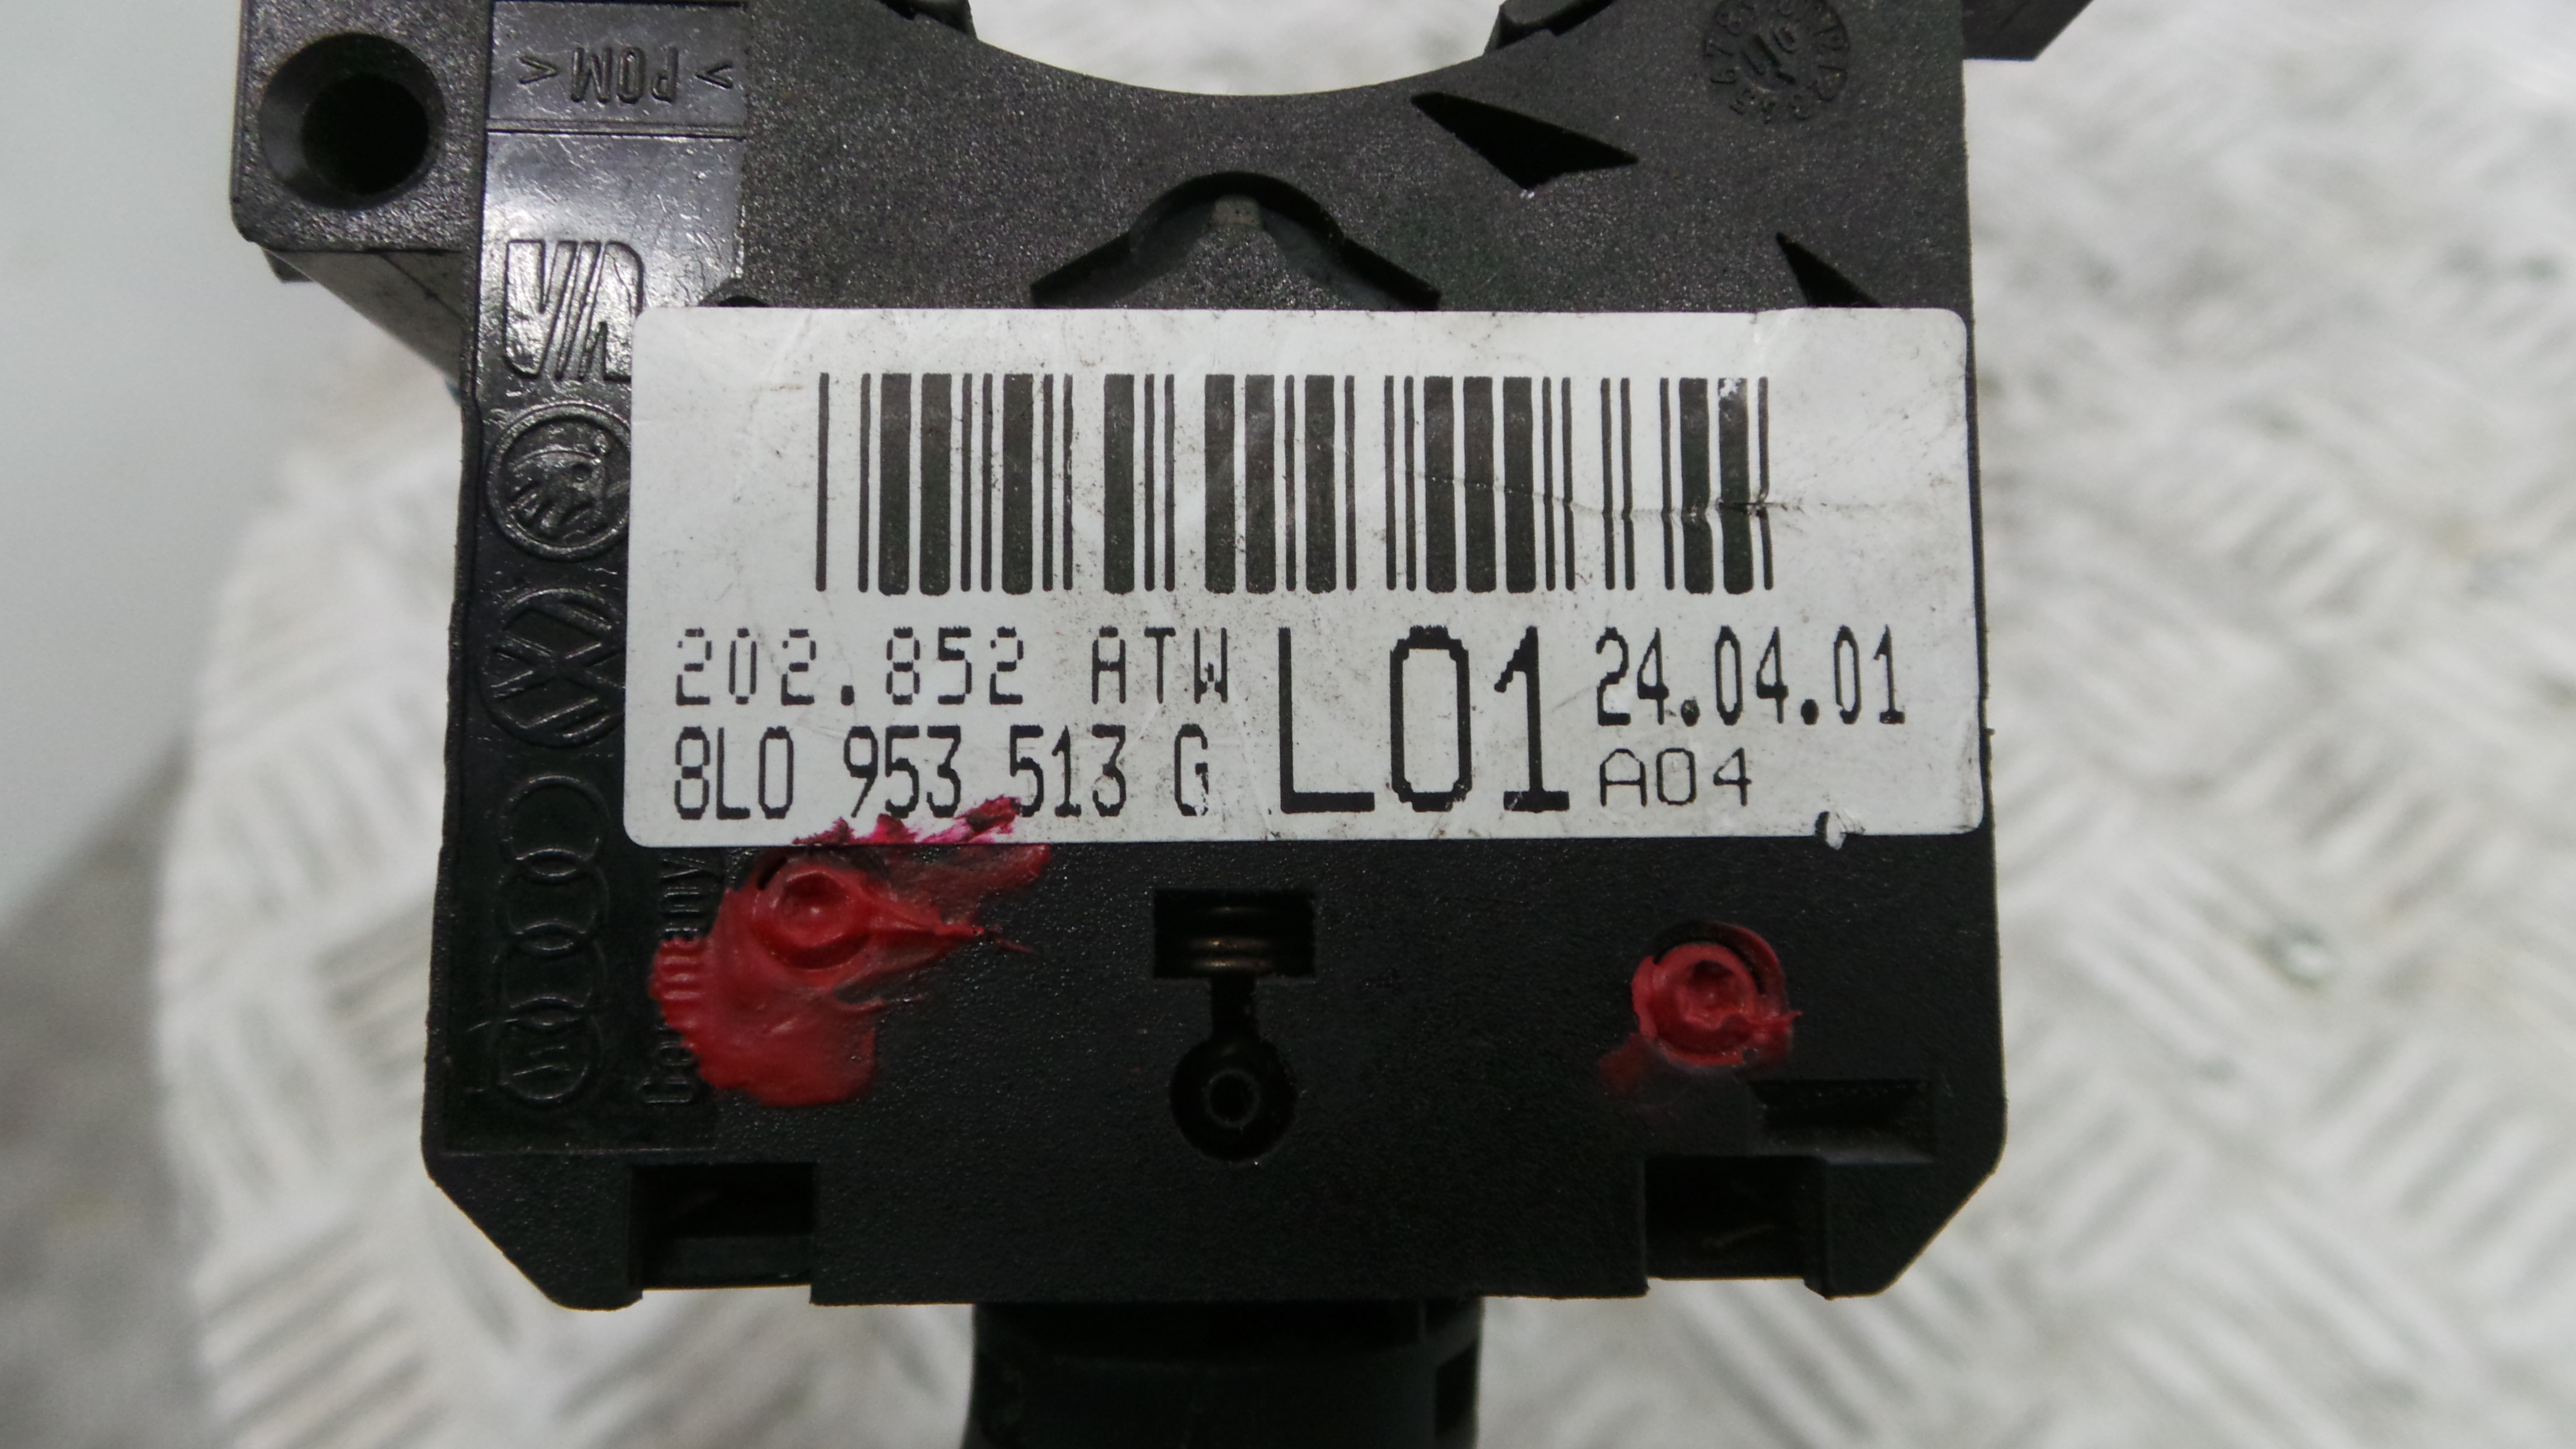 > POM <
202.852 ATW
8L0 953 513 G
L01
24.04.01
A04